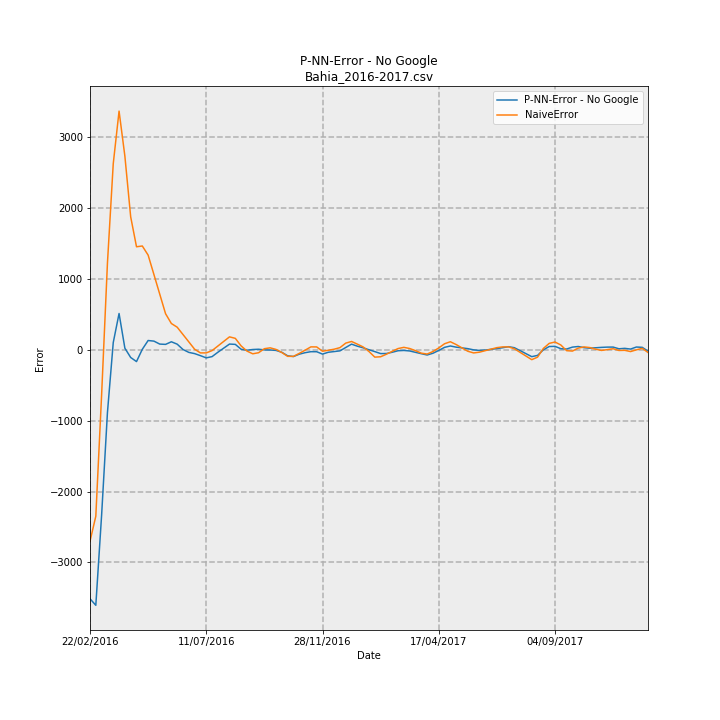 P-NN-Error - No Google
Bahia_2016-2017.csv
P-NN-Error - No Google
NaiveError
3000
2000
1000
0
−1000
−2000
−3000
Error
22/02/2016
11/07/2016
28/11/2016
17/04/2017
04/09/2017
Date